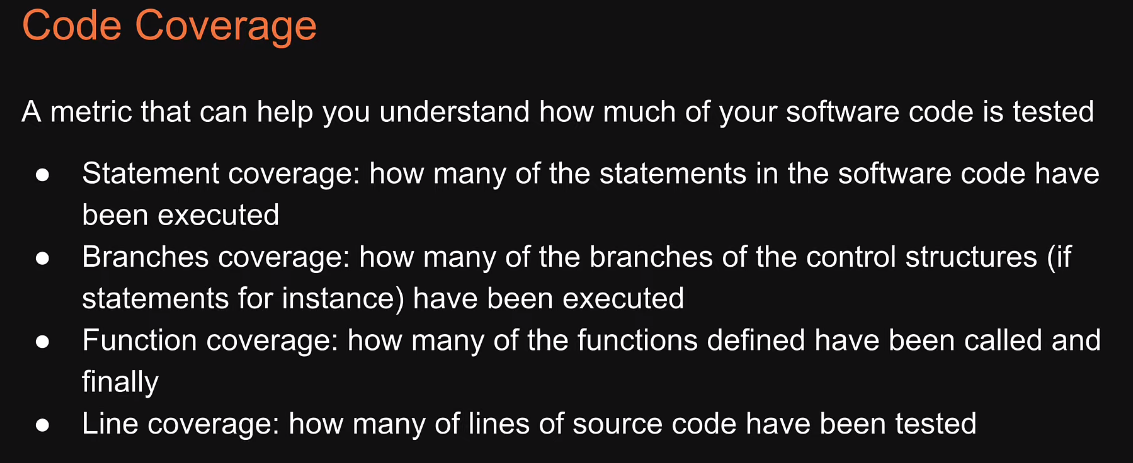 Code Coverage
A metric that can help you understand how much of your software code is tested
● Statement coverage: how many of the statements in the software code have
been executed
● Branches coverage: how many of the branches of the control structures (if
statements for instance) have been executed
● Function coverage: how many of the functions defined have been called and
finally
● Line coverage: how many of lines of source code have been tested